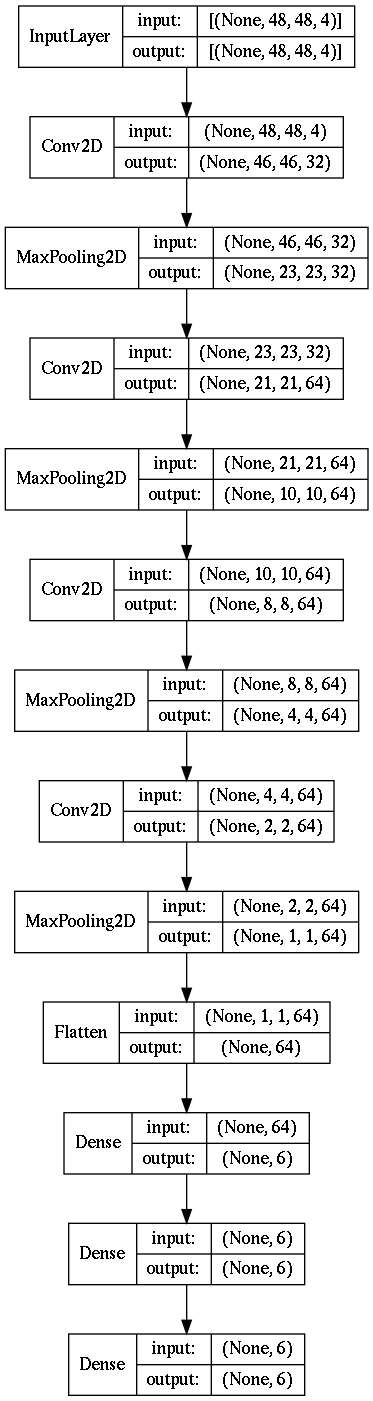 InputLayer
input: [(None, 48, 48, 4)]
output: [(None, 48, 48, 4)]
Conv2D
input: (None, 48, 48, 4)
output: (None, 46, 46, 32)
MaxPooling2D
input: (None, 46, 46, 32)
output: (None, 23, 23, 32)
Conv2D
input: (None, 23, 23, 32)
output: (None, 21, 21, 64)
MaxPooling2D
input: (None, 21, 21, 64)
output: (None, 10, 10, 64)
Conv2D
input: (None, 10, 10, 64)
output: (None, 8, 8, 64)
MaxPooling2D
input: (None, 8, 8, 64)
output: (None, 4, 4, 64)
Conv2D
input: (None, 4, 4, 64)
output: (None, 2, 2, 64)
MaxPooling2D
input: (None, 2, 2, 64)
output: (None, 1, 1, 64)
Flatten
input: (None, 1, 1, 64)
output: (None, 64)
Dense
input: (None, 64)
output: (None, 6)
Dense
input: (None, 6)
output: (None, 6)
Dense
input: (None, 6)
output: (None, 6)